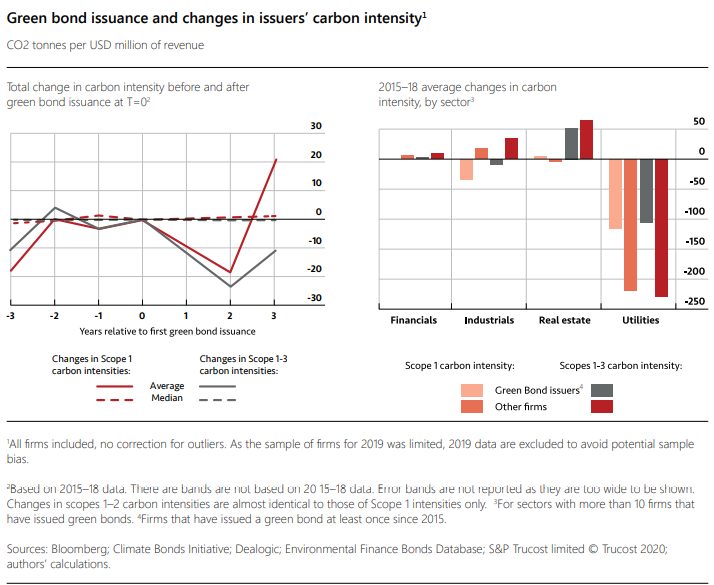 Green bond issuance and changes in issuers' carbon intensity¹
CO2 tonnes per USD million of revenue
Total change in carbon intensity before and after
green bond issuance at T=0²
30
20
10
0
-10
-20
-30
-3 -2 -1 0 2 3
Years relative to first green bond issuance
Changes in Scope 1
carbon intensities:
Changes in Scope 1-3
carbon intensities:
Average
Median
2015–18 average changes in carbon
intensity, by sector³
50
0
-50
-100
-150
-200
-250
Financials Industrials Real estate Utilities
Scope 1 carbon intensity: Scopes 1-3 carbon intensity:
Green Bond issuers⁴
Other firms
¹All firms included, no correction for outliers. As the sample of firms for 2019 was limited, 2019 data are excluded to avoid potential sample
bias.
²Based on 2015–18 data. There are bands are not based on 20 15–18 data. Error bands are not reported as they are too wide to be shown.
Changes in scopes 1–2 carbon intensities are almost identical to those of Scope 1 intensities only. ³For sectors with more than 10 firms that
have issued green bonds. ⁴Firms that have issued a green bond at least once since 2015.
Sources: Bloomberg; Climate Bonds Initiative; Dealogic; Environmental Finance Bonds Database; S&P Trucost limited © Trucost 2020;
authors' calculations.